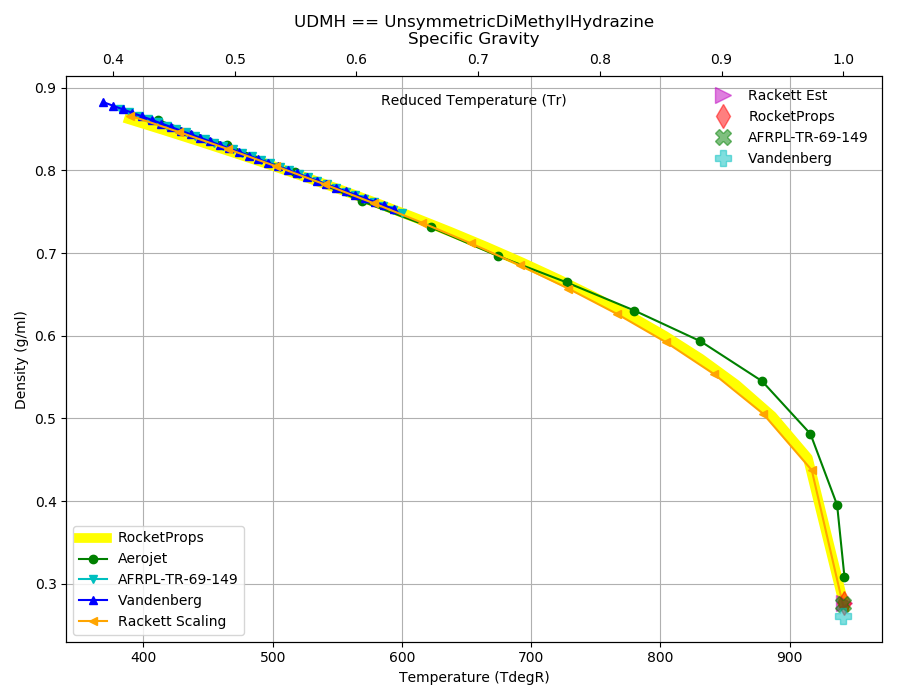 UDMH == UnsymmetricDiMethylHydrazine
Specific Gravity
0.4 0.5 0.6 0.7 0.8 0.9 1.0
Reduced Temperature (Tr)
Rackett Est
RocketProps
AFRPL-TR-69-149
Vandenberg
0.9
0.8
0.7
0.6
0.5
0.4
0.3
Density (g/ml)
RocketProps
Aerojet
AFRPL-TR-69-149
Vandenberg
Rackett Scaling
400 500 600 700 800 900
Temperature (TdegR)